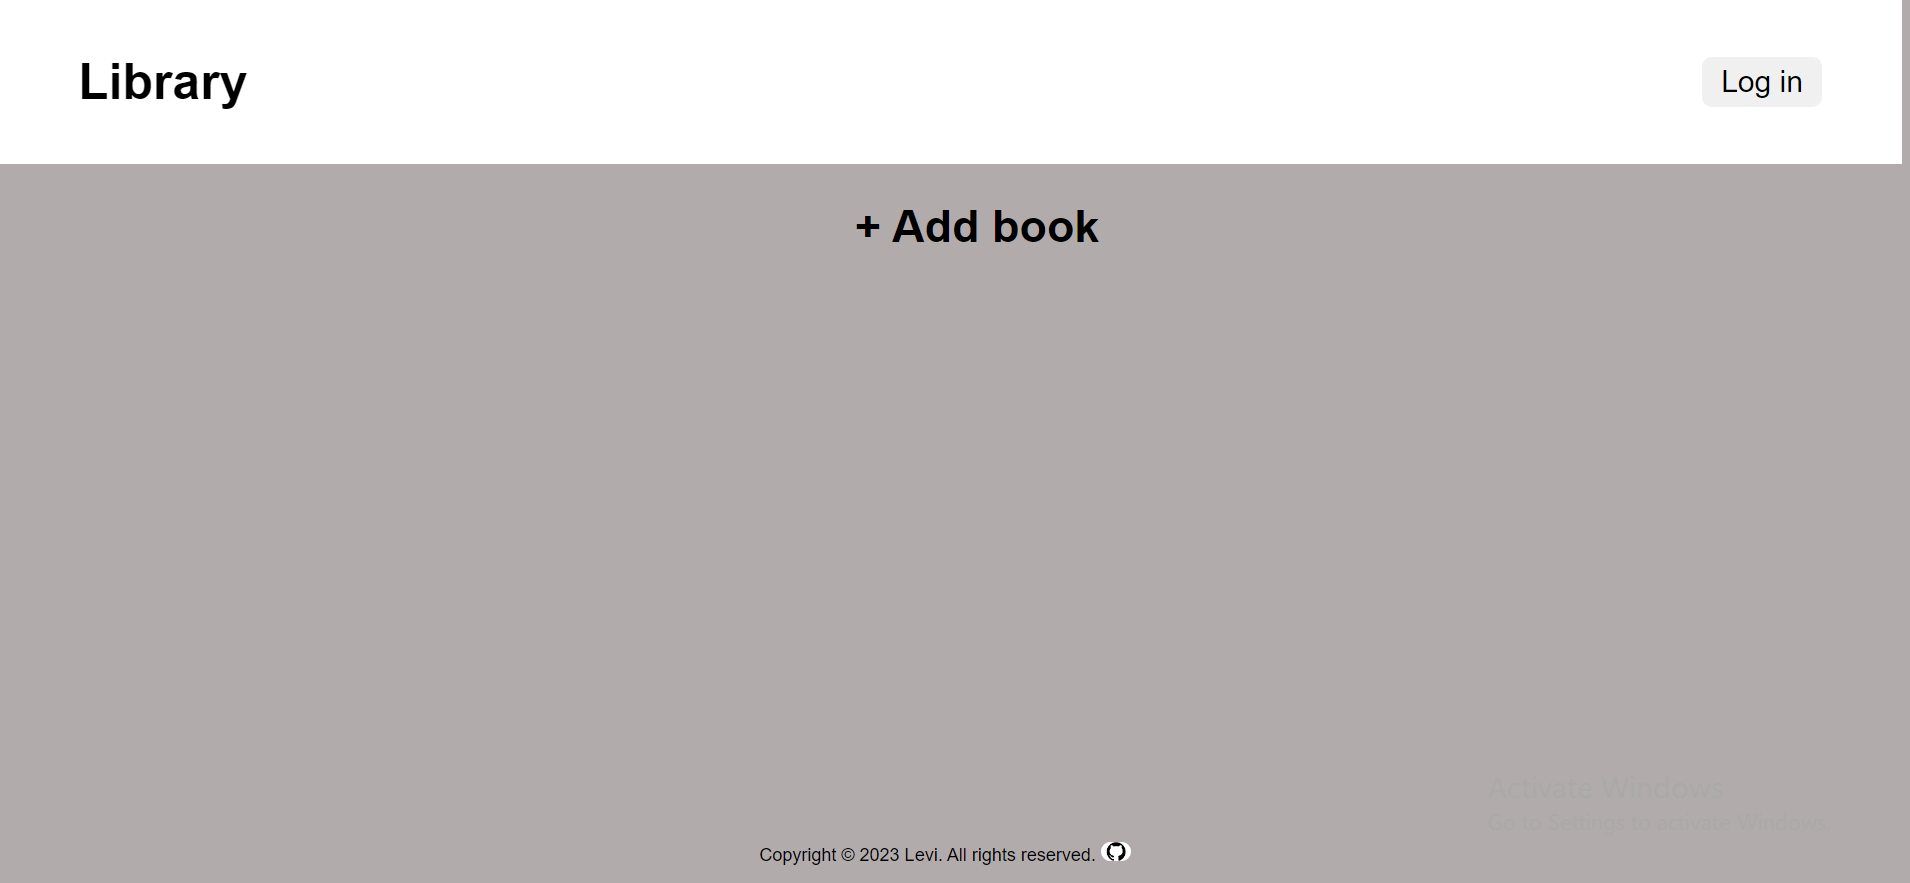 Library
Log in
+ Add book
Activate Windows
Go to Settings to activate Windows.
Copyright © 2023 Levi. All rights reserved.